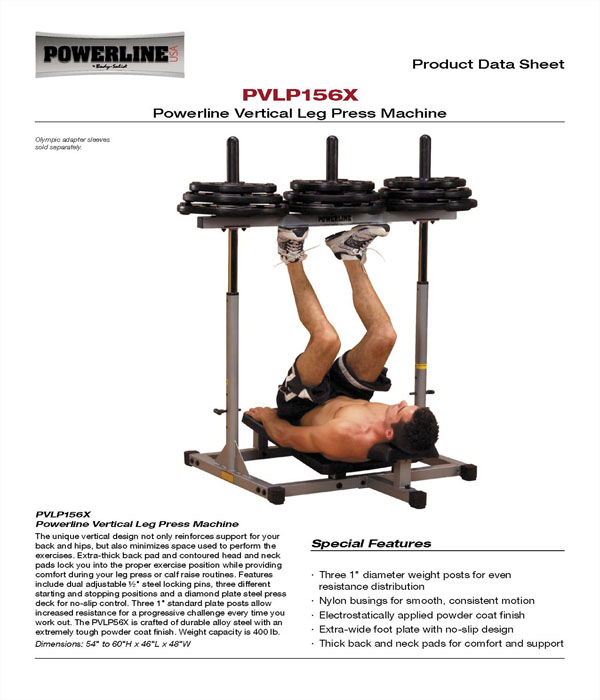 POWERLINE USA
by Body-Solid
Product Data Sheet
PVLP156X
Powerline Vertical Leg Press Machine
Olympic adapter sleeves
sold separately.
POWERLINE
PVLP156X
Powerline Vertical Leg Press Machine
The unique vertical design not only reinforces support for your
back and hips, but also minimizes space used to perform the
exercises. Extra-thick back pad and contoured head and neck
pads lock you into the proper exercise position while providing
comfort during your leg press or calf raise routines. Features
include dual adjustable ½" steel locking pins, three different
starting and stopping positions and a diamond plate steel press
deck for no-slip control. Three 1" standard plate posts allow
increased resistance for a progressive challenge every time you
work out. The PVLP56X is crafted of durable alloy steel with an
extremely tough powder coat finish. Weight capacity is 400 lb.
Dimensions: 54" to 60"H x 46"L x 48"W
Special Features
· Three 1" diameter weight posts for even
resistance distribution
· Nylon busings for smooth, consistent motion
· Electrostatically applied powder coat finish
· Extra-wide foot plate with no-slip design
· Thick back and neck pads for comfort and support